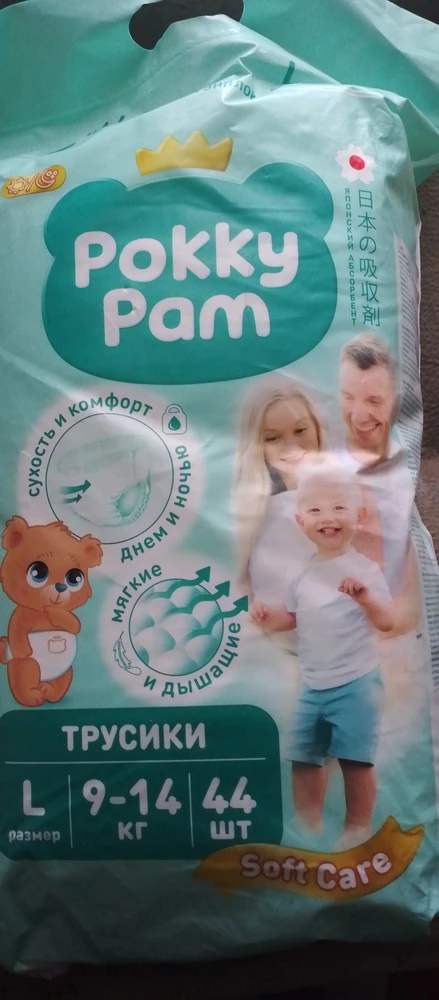 Pokky
Pam
日本の吸収剤
ЯПОНСКИЙ АБСОРБЕНТ
сухость и комфорт
днем и ночью
мягкие
и дышащие
ТРУСИКИ
L
размер
9-14
кг
44
шт
Soft Care